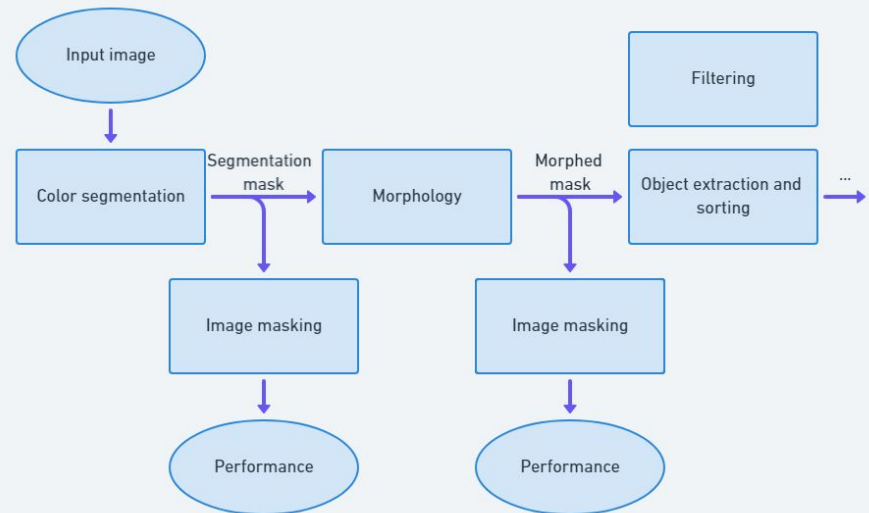 Input image
Filtering
Color segmentation
Segmentation
mask
Morphology
Morphed
mask
Object extraction and
sorting
...
Image masking
Image masking
Performance
Performance